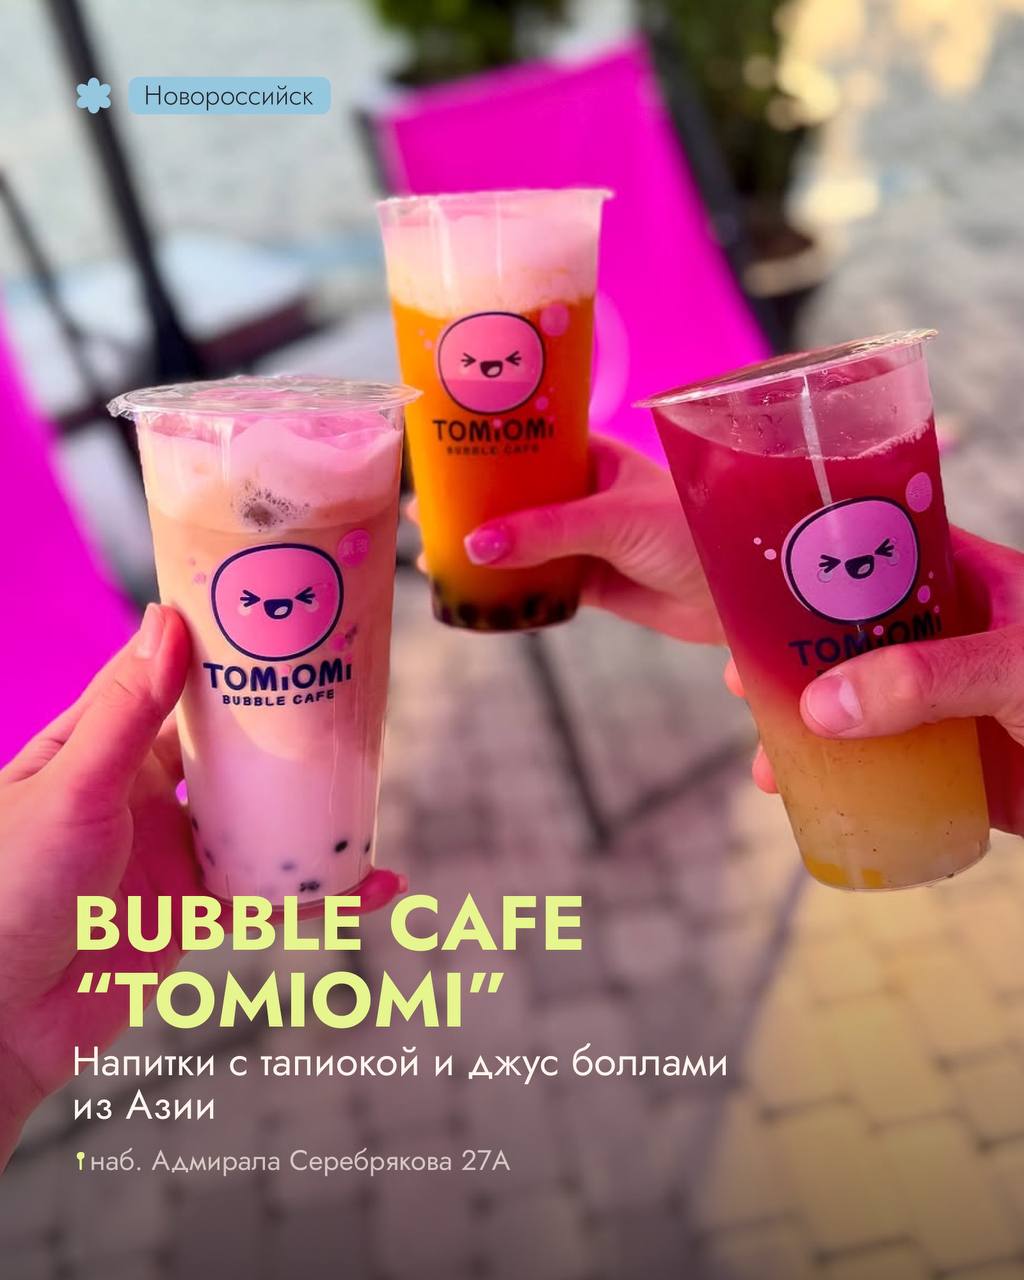 Новороссийск
TOMiOMi
BUBBLE CAFE
TOMiOMi
BUBBLE CAFE
TOMiOMi
BUBBLE CAFE
“TOMIOMI”
Напитки с тапиокой и джус боллами
из Азии
наб. Адмирала Серебрякова 27А